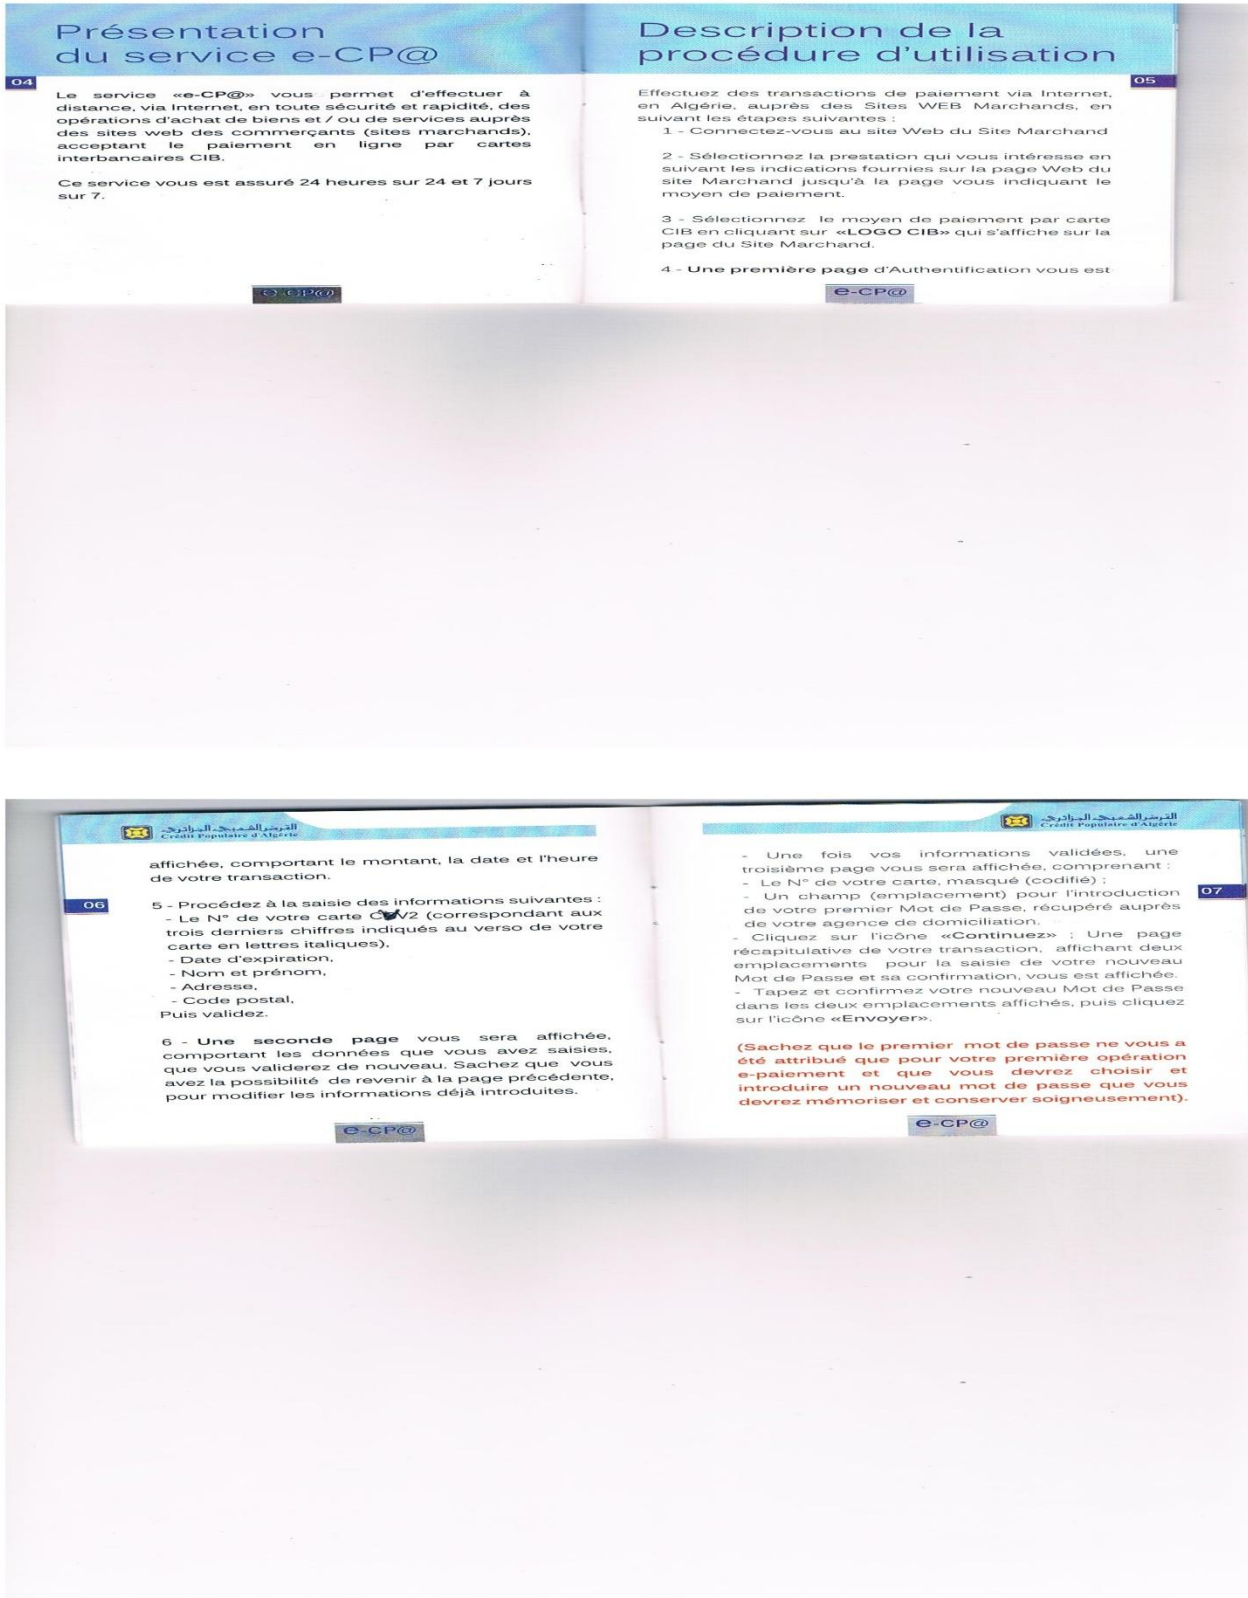 Présentation
du service e-CP@
04
Le service «e-CP@» vous permet d'effectuer à
distance, via Internet, en toute sécurité et rapidité, des
opérations d'achat de biens et / ou de services auprès
des sites web des commerçants (sites marchands),
acceptant le paiement en ligne par cartes
interbancaires CIB.
Ce service vous est assuré 24 heures sur 24 et 7 jours
sur 7.
e-CP@
Description de la
procédure d'utilisation
05
Effectuez des transactions de paiement via Internet,
en Algérie, auprès des Sites WEB Marchands, en
suivant les étapes suivantes :
1 - Connectez-vous au site Web du Site Marchand
2 - Sélectionnez la prestation qui vous intéresse en
suivant les indications fournies sur la page Web du
site Marchand jusqu'à la page vous indiquant le
moyen de paiement.
3 - Sélectionnez le moyen de paiement par carte
CIB en cliquant sur «LOGO CIB» qui s'affiche sur la
page du Site Marchand.
4 - Une première page d'Authentification vous est
e-CP@
القرض الشعبي الجزائري
Crédit Populaire d'Algérie
affichée, comportant le montant, la date et l'heure
de votre transaction.
06
5 - Procédez à la saisie des informations suivantes :
- Le N° de votre carte CVV2 (correspondant aux
trois derniers chiffres indiqués au verso de votre
carte en lettres italiques),
- Date d'expiration,
- Nom et prénom,
- Adresse,
- Code postal,
Puis validez.
6 - Une seconde page vous sera affichée,
comportant les données que vous avez saisies,
que vous validerez de nouveau. Sachez que vous
avez la possibilité de revenir à la page précédente,
pour modifier les informations déjà introduites.
e-CP@
القرض الشعبي الجزائري
Crédit Populaire d'Algérie
07
- Une fois vos informations validées, une
troisième page vous sera affichée, comprenant :
- Le N° de votre carte, masqué (codifié) ;
- Un champ (emplacement) pour l'introduction
de votre premier Mot de Passe, récupéré auprès
de votre agence de domiciliation.
- Cliquez sur l'icône «Continuez» ; Une page
récapitulative de votre transaction, affichant deux
emplacements pour la saisie de votre nouveau
Mot de Passe et sa confirmation, vous est affichée.
- Tapez et confirmez votre nouveau Mot de Passe
dans les deux emplacements affichés, puis cliquez
sur l'icône «Envoyer».
(Sachez que le premier mot de passe ne vous a
été attribué que pour votre première opération
e-paiement et que vous devrez choisir et
introduire un nouveau mot de passe que vous
devrez mémoriser et conserver soigneusement).
e-CP@